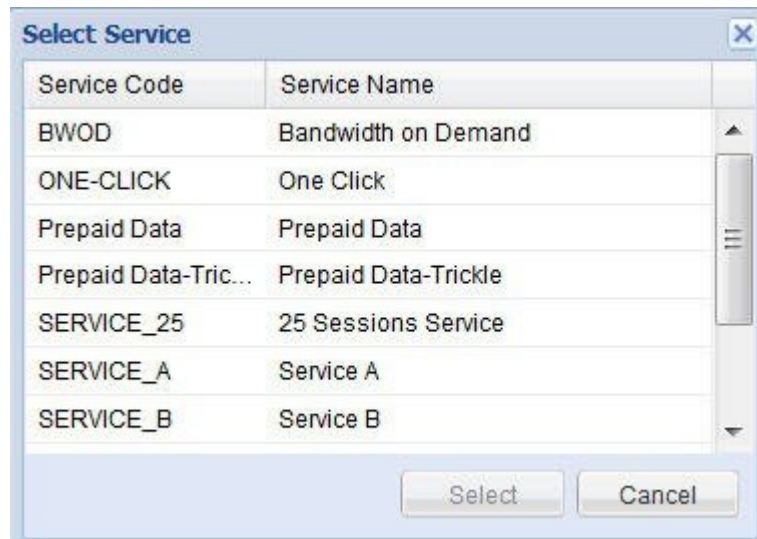 Select Service
Service Code Service Name
BWOD Bandwidth on Demand
ONE-CLICK One Click
Prepaid Data Prepaid Data
Prepaid Data-Tric... Prepaid Data-Trickle
SERVICE_25 25 Sessions Service
SERVICE_A Service A
SERVICE_B Service B
Select Cancel